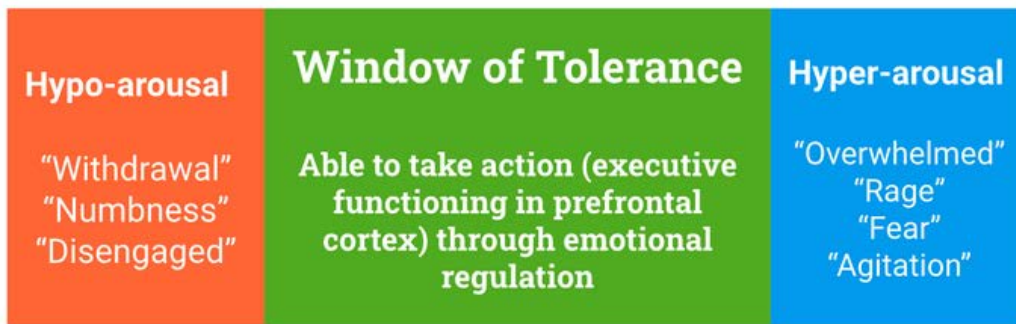 Hypo-arousal
“Withdrawal”
“Numbness”
“Disengaged”
Window of Tolerance
Able to take action (executive
functioning in prefrontal
cortex) through emotional
regulation
Hyper-arousal
“Overwhelmed”
“Rage”
“Fear”
“Agitation”